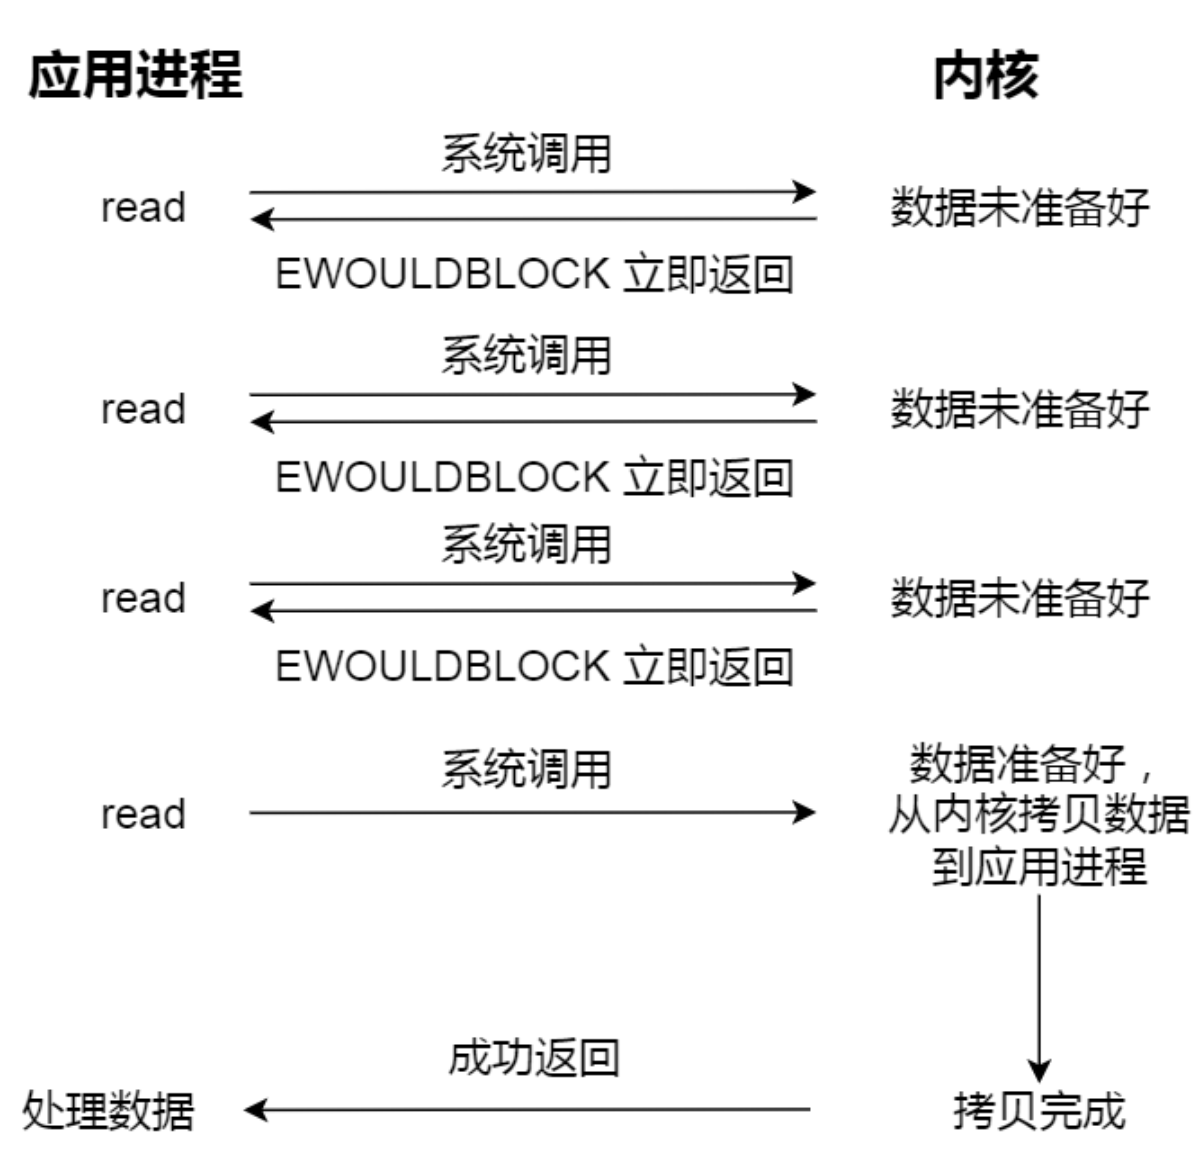 应用进程 内核
系统调用
read 数据未准备好
EWOULDBLOCK 立即返回
系统调用
read 数据未准备好
EWOULDBLOCK 立即返回
系统调用
read 数据未准备好
EWOULDBLOCK 立即返回
系统调用
read
数据准备好，
从内核拷贝数据
到应用进程
成功返回
处理数据 拷贝完成